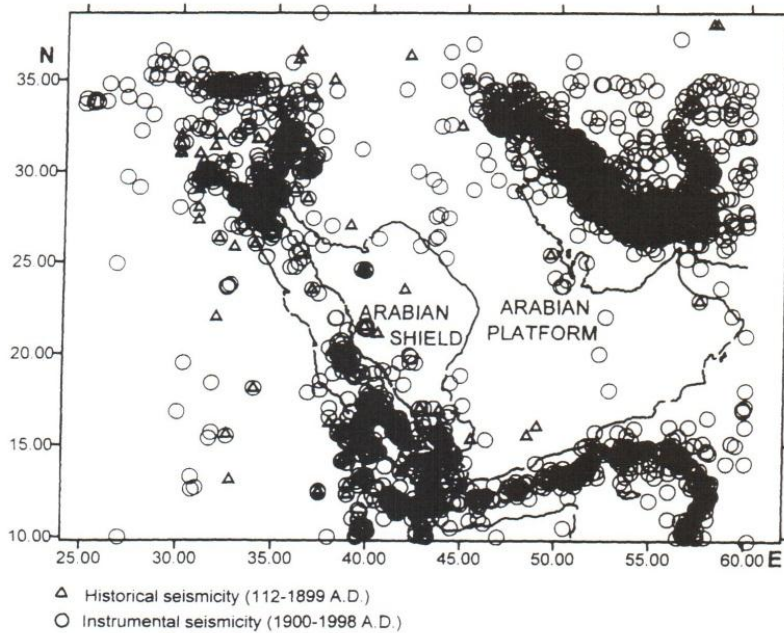 N
35.00
30.00
25.00
20.00
15.00
10.00
ARABIAN
SHIELD
ARABIAN
PLATFORM
25.00 30.00 35.00 40.00 45.00 50.00 55.00 60.00 E
△ Historical seismicity (112-1899 A.D.)
○ Instrumental seismicity (1900-1998 A.D.)